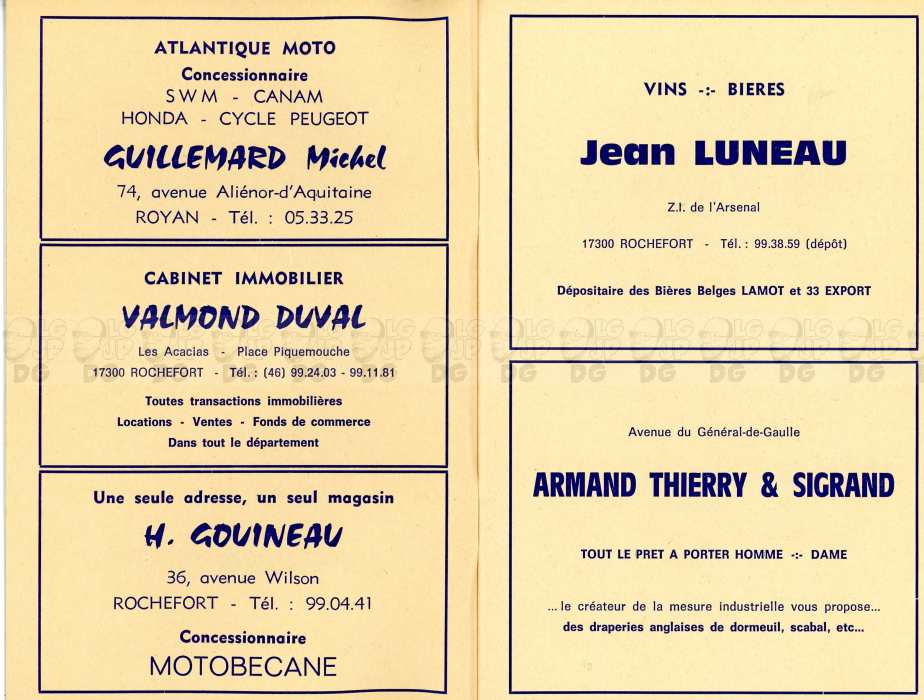 ATLANTIQUE MOTO
Concessionnaire
SWM - CANAM
HONDA - CYCLE PEUGEOT
GUILLEMARD Michel
74, avenue Aliénor-d'Aquitaine
ROYAN - Tél. : 05.33.25
CABINET IMMOBILIER
VALMOND DUVAL
Les Acacias - Place Piquemouche
17300 ROCHEFORT - Tél. : (46) 99.24.03 - 99.11.81
Toutes transactions immobilières
Locations - Ventes - Fonds de commerce
Dans tout le département
Une seule adresse, un seul magasin
H. GOUINEAU
36, avenue Wilson
ROCHEFORT - Tél. : 99.04.41
Concessionnaire
MOTOBECANE
VINS -:- BIERES
Jean LUNEAU
Z.I. de l'Arsenal
17300 ROCHEFORT - Tél. : 99.38.59 (dépôt)
Dépositaire des Bières Belges LAMOT et 33 EXPORT
Avenue du Général-de-Gaulle
ARMAND THIERRY & SIGRAND
TOUT LE PRET A PORTER HOMME -:- DAME
...le créateur de la mesure industrielle vous propose...
des draperies anglaises de dormeuil, scabal, etc...